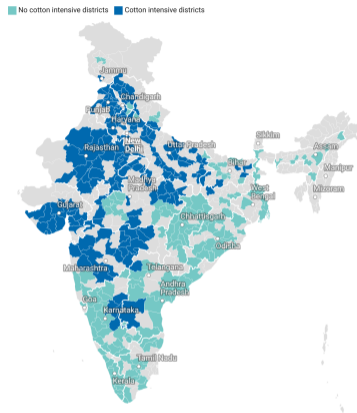 No cotton intensive districts Cotton intensive districts
Jammu
Chandigarh
Punjab
Haryana
New
Delhi
Rajasthan
Uttar Pradesh
Sikkim
Assam
Bihar
Manipur
Madhya
Pradesh
West
Bengal
Mizoram
Gujarat
Chhattisgarh
Odisha
Maharashtra
Telangana
Goa
Andhra
Pradesh
Karnataka
Tamil Nadu
Kerala